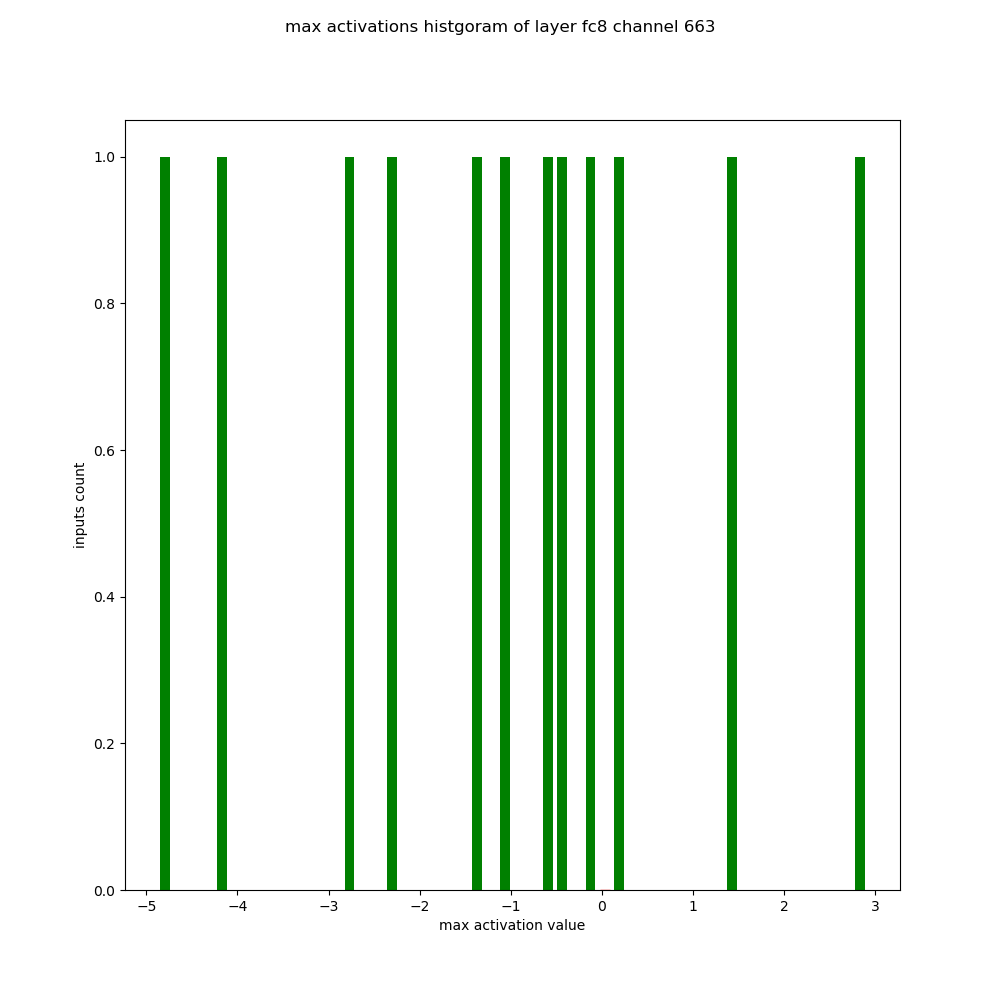 max activations histgoram of layer fc8 channel 663
1.0
0.8
0.6
0.4
0.2
0.0
inputs count
−5 −4 −3 −2 −1 0 1 2 3
max activation value